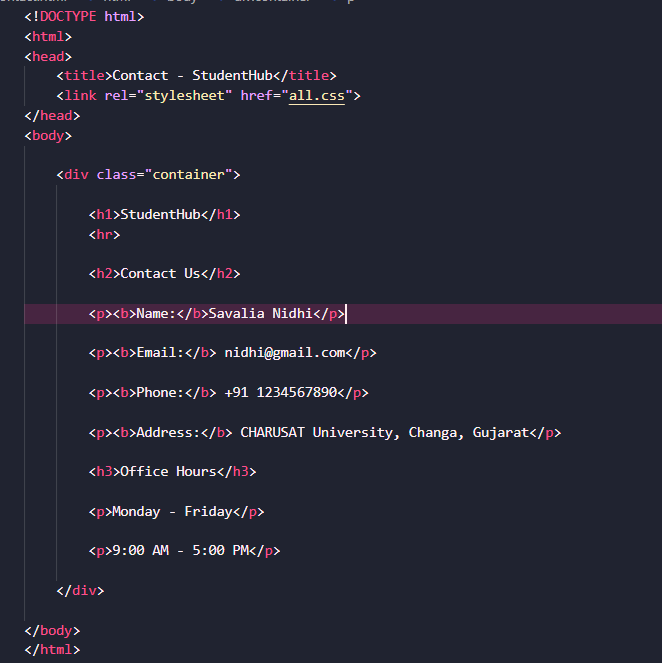 <!DOCTYPE html>
<html>
<head>
    <title>Contact - StudentHub</title>
    <link rel="stylesheet" href="all.css">
</head>
<body>
    <div class="container">
        <h1>StudentHub</h1>
        <hr>
        <h2>Contact Us</h2>
        <p><b>Name:</b>Savalia Nidhi</p>
        <p><b>Email:</b> nidhi@gmail.com</p>
        <p><b>Phone:</b> +91 1234567890</p>
        <p><b>Address:</b> CHARUSAT University, Changa, Gujarat</p>
        <h3>Office Hours</h3>
        <p>Monday - Friday</p>
        <p>9:00 AM - 5:00 PM</p>
    </div>
</body>
</html>